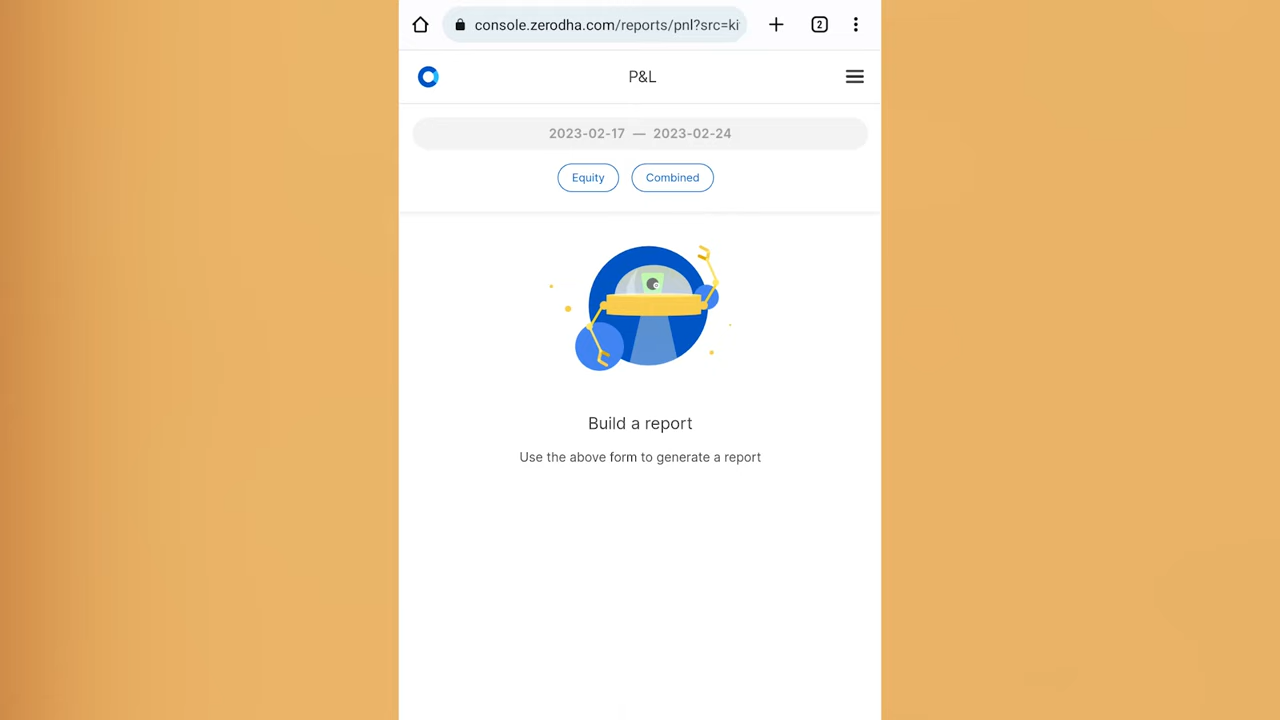 console.zerodha.com/reports/pnl?src=ki
2
P&L
2023-02-17 — 2023-02-24
Equity
Combined
Build a report
Use the above form to generate a report